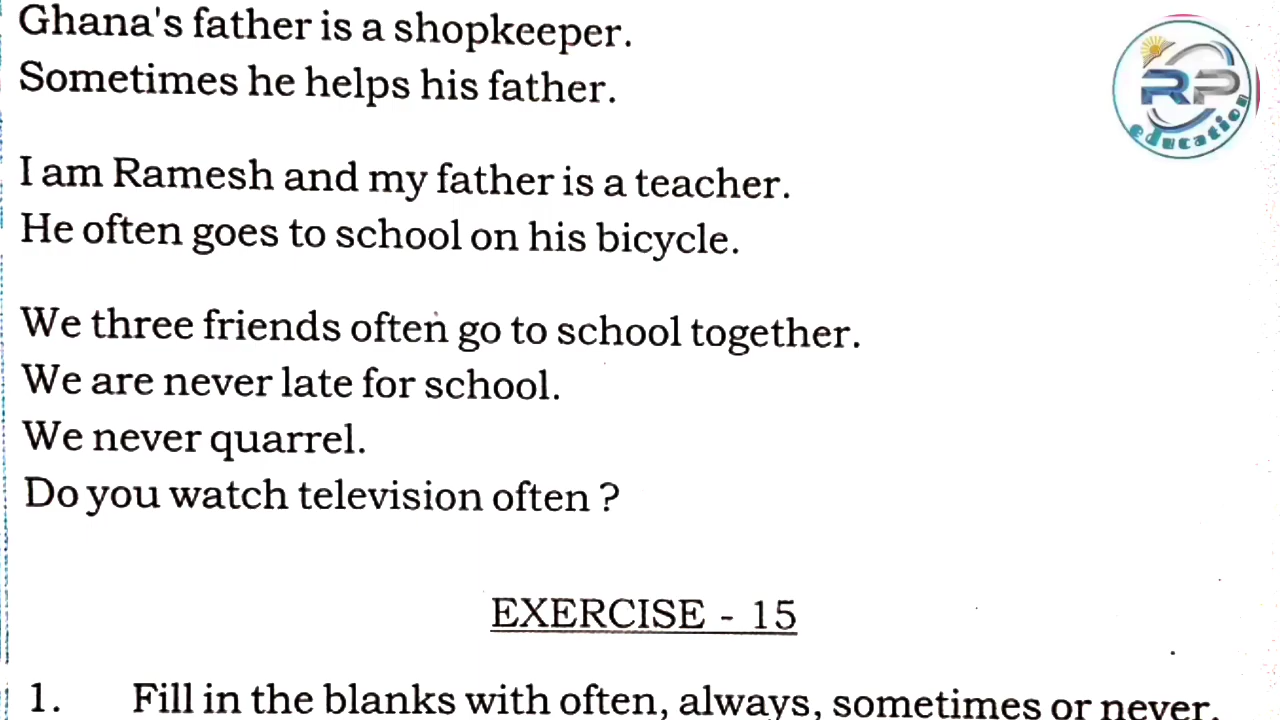 Ghana's father is a shopkeeper.
Sometimes he helps his father.
I am Ramesh and my father is a teacher.
He often goes to school on his bicycle.
We three friends often go to school together.
We are never late for school.
We never quarrel.
Do you watch television often ?
EXERCISE - 15
1. Fill in the blanks with often, always, sometimes or never.
RP
education